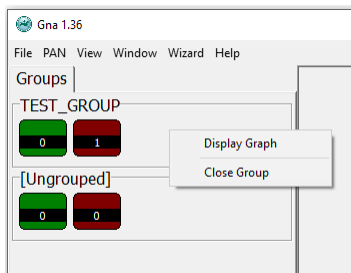 Gna 1.36
File PAN View Window Wizard Help
Groups
TEST_GROUP
0 1
Display Graph
Close Group
[Ungrouped]
0 0